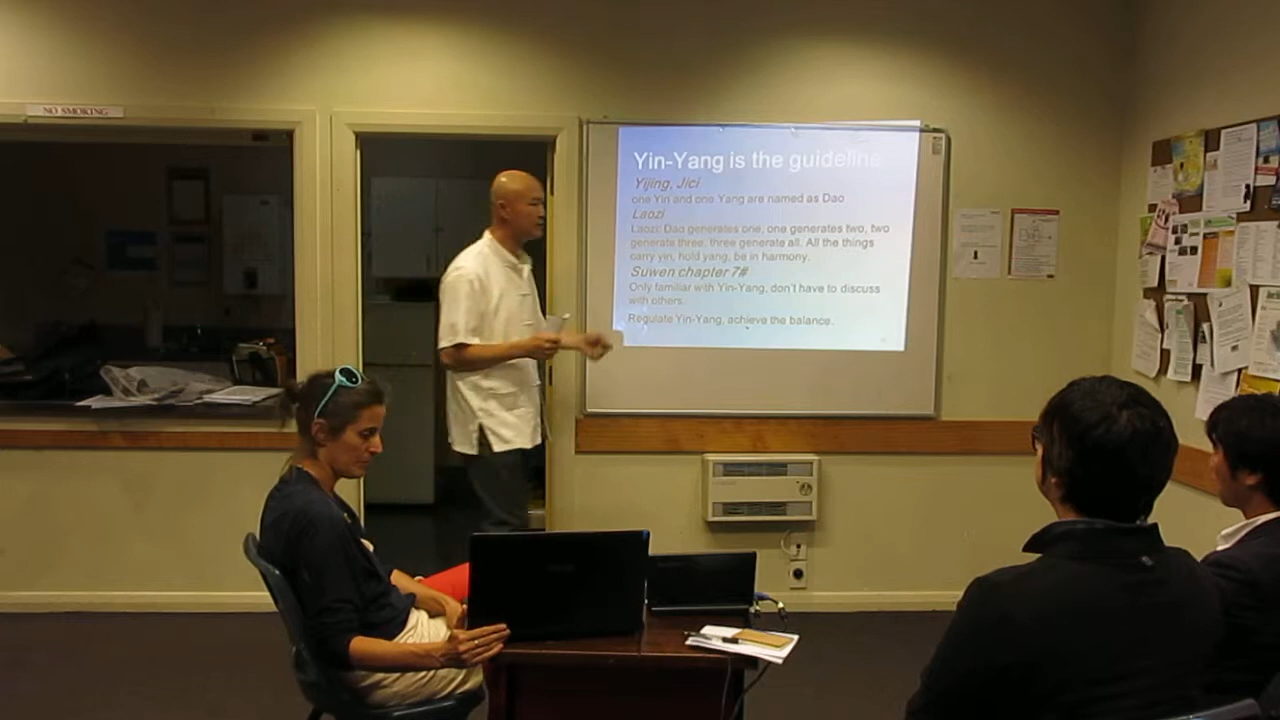 NO SMOKING
Yin-Yang is the guideline
Yijing, Jici
one Yin and one Yang are named as Dao
Laozi
Laozi: Dao generates one, one generates two, two
generate three, three generate all. All the things
carry yin, hold yang, be in harmony.
Suwen chapter 7#
Only familiar with Yin-Yang, don't have to discuss
with others.
Regulate Yin-Yang, achieve the balance.